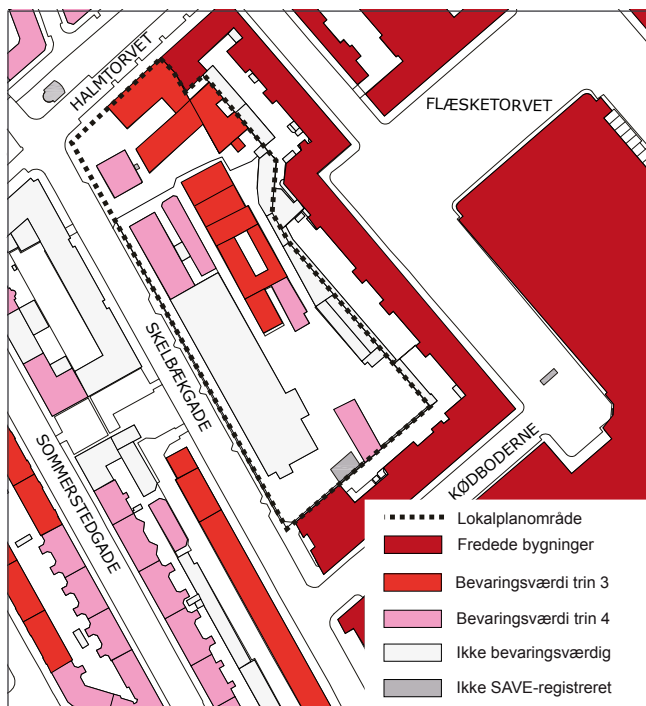 HALMTORVET
FLÆSKETORVET
SKELBÆKGADE
SOMMERSTEDGADE
KØDBODERNE
Lokalplanområde
Fredede bygninger
Bevaringsværdi trin 3
Bevaringsværdi trin 4
Ikke bevaringsværdig
Ikke SAVE-registreret